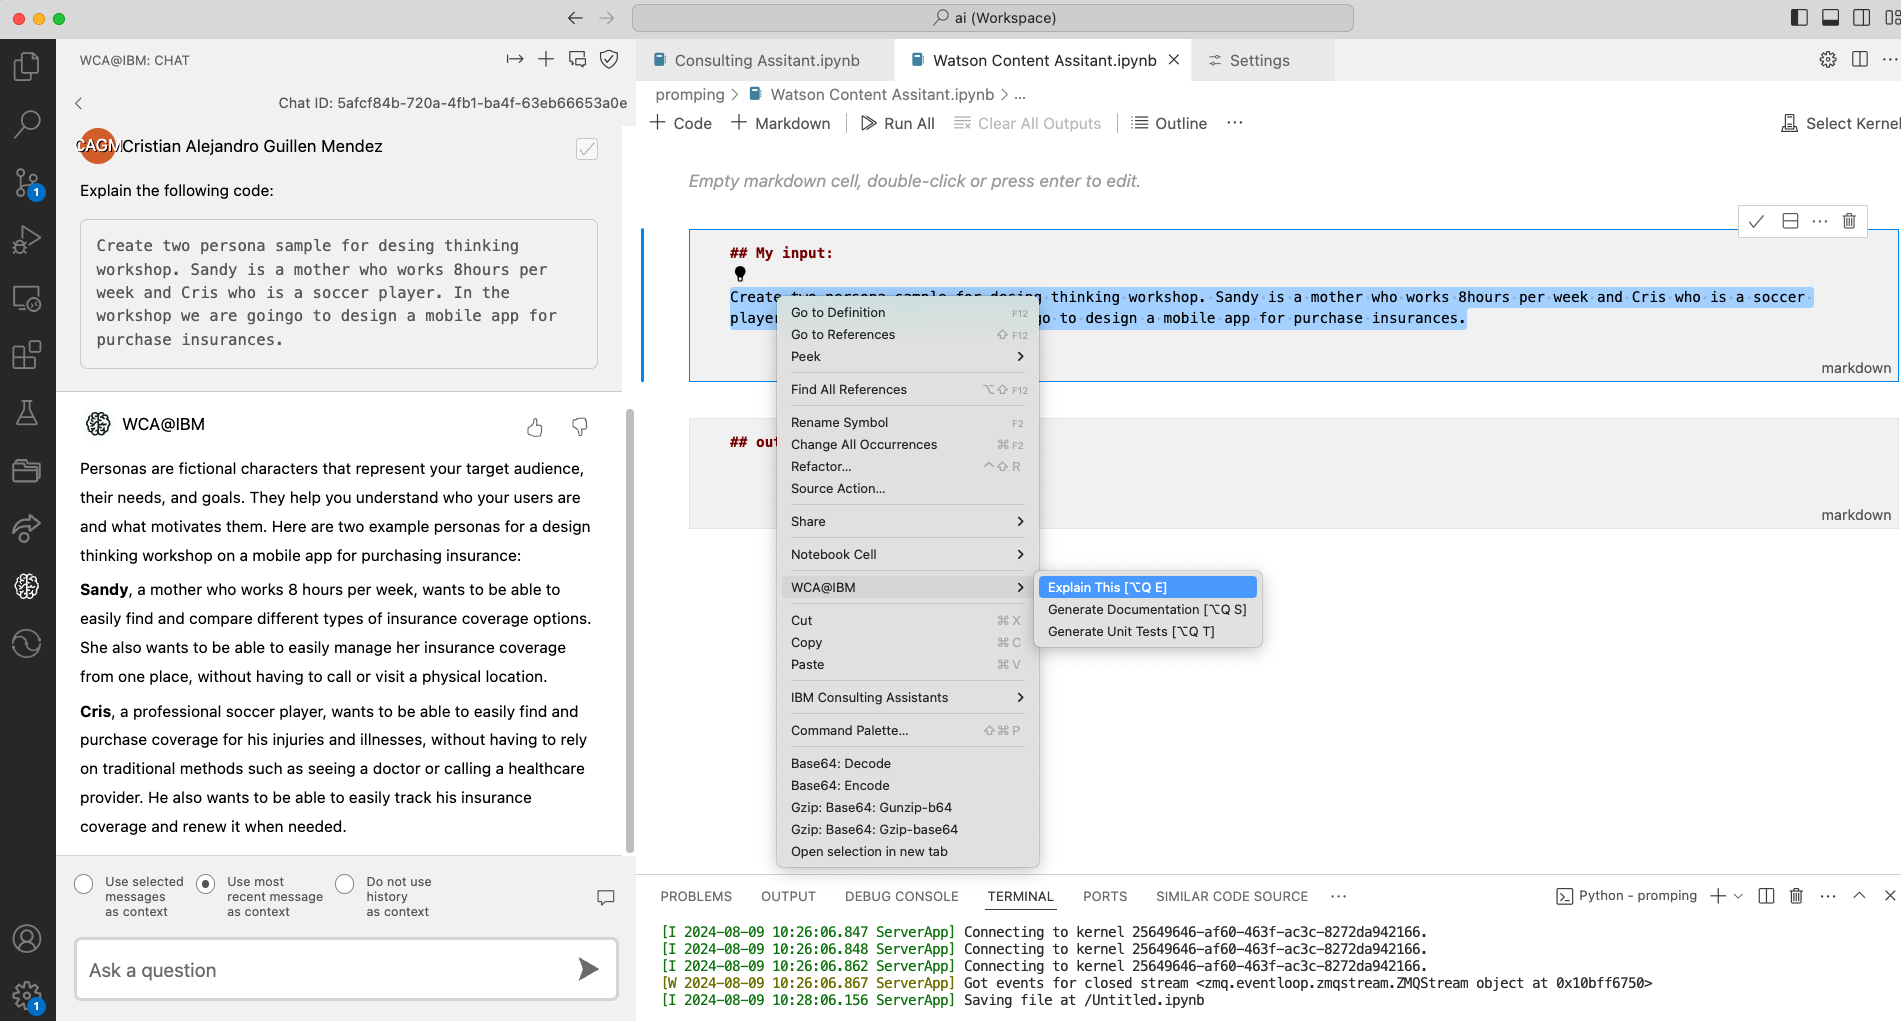 ai (Workspace)
WCA@IBM: CHAT
Chat ID: 5afcf84b-720a-4fb1-ba4f-63eb66653a0e
CAGM
Cristian Alejandro Guillen Mendez
Explain the following code:
Create two persona sample for desing thinking
workshop. Sandy is a mother who works 8hours per
week and Cris who is a soccer player. In the
workshop we are goingo to design a mobile app for
purchase insurances.
WCA@IBM
Personas are fictional characters that represent your target audience,
their needs, and goals. They help you understand who your users are
and what motivates them. Here are two example personas for a design
thinking workshop on a mobile app for purchasing insurance:
Sandy, a mother who works 8 hours per week, wants to be able to
easily find and compare different types of insurance coverage options.
She also wants to be able to easily manage her insurance coverage
from one place, without having to call or visit a physical location.
Cris, a professional soccer player, wants to be able to easily find and
purchase coverage for his injuries and illnesses, without having to rely
on traditional methods such as seeing a doctor or calling a healthcare
provider. He also wants to be able to easily track his insurance
coverage and renew it when needed.
Use selected
messages
as context
Use most
recent message
as context
Do not use
history
as context
Ask a question
1
1
Consulting Assitant.ipynb
Watson Content Assitant.ipynb
Settings
promping > Watson Content Assitant.ipynb > ...
+ Code + Markdown Run All Clear All Outputs Outline ...
Select Kernel
Empty markdown cell, double-click or press enter to edit.
## My input:
Create two persona sample for desing thinking workshop. Sandy is a mother who works 8hours per week and Cris who is a soccer
player go to design a mobile app for purchase insurances.
markdown
## out
markdown
Go to Definition F12
Go to References ⇧ F12
Peek
Find All References ⌥⇧ F12
Rename Symbol F2
Change All Occurrences ⌘ F2
Refactor... ^⇧ R
Source Action...
Share
Notebook Cell
WCA@IBM
Cut ⌘ X
Copy ⌘ C
Paste ⌘ V
IBM Consulting Assistants
Command Palette... ⇧⌘ P
Base64: Decode
Base64: Encode
Gzip: Base64: Gunzip-b64
Gzip: Base64: Gzip-base64
Open selection in new tab
Explain This [⌥Q E]
Generate Documentation [⌥Q S]
Generate Unit Tests [⌥Q T]
PROBLEMS OUTPUT DEBUG CONSOLE TERMINAL PORTS SIMILAR CODE SOURCE ...
Python - promping
[I 2024-08-09 10:26:06.847 ServerApp] Connecting to kernel 25649646-af60-463f-ac3c-8272da942166.
[I 2024-08-09 10:26:06.848 ServerApp] Connecting to kernel 25649646-af60-463f-ac3c-8272da942166.
[I 2024-08-09 10:26:06.862 ServerApp] Connecting to kernel 25649646-af60-463f-ac3c-8272da942166.
[W 2024-08-09 10:26:06.867 ServerApp] Got events for closed stream <zmq.eventloop.zmqstream.ZMQStream object at 0x10bff6750>
[I 2024-08-09 10:28:06.156 ServerApp] Saving file at /Untitled.ipynb